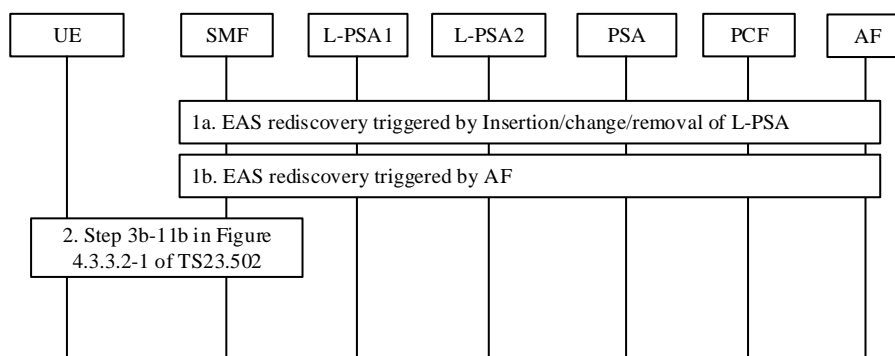 UE
SMF
L-PSA1
L-PSA2
PSA
PCF
AF
1a. EAS rediscovery triggered by Insertion/change/removal of L-PSA
1b. EAS rediscovery triggered by AF
2. Step 3b-11b in Figure
4.3.3.2-1 of TS23.502